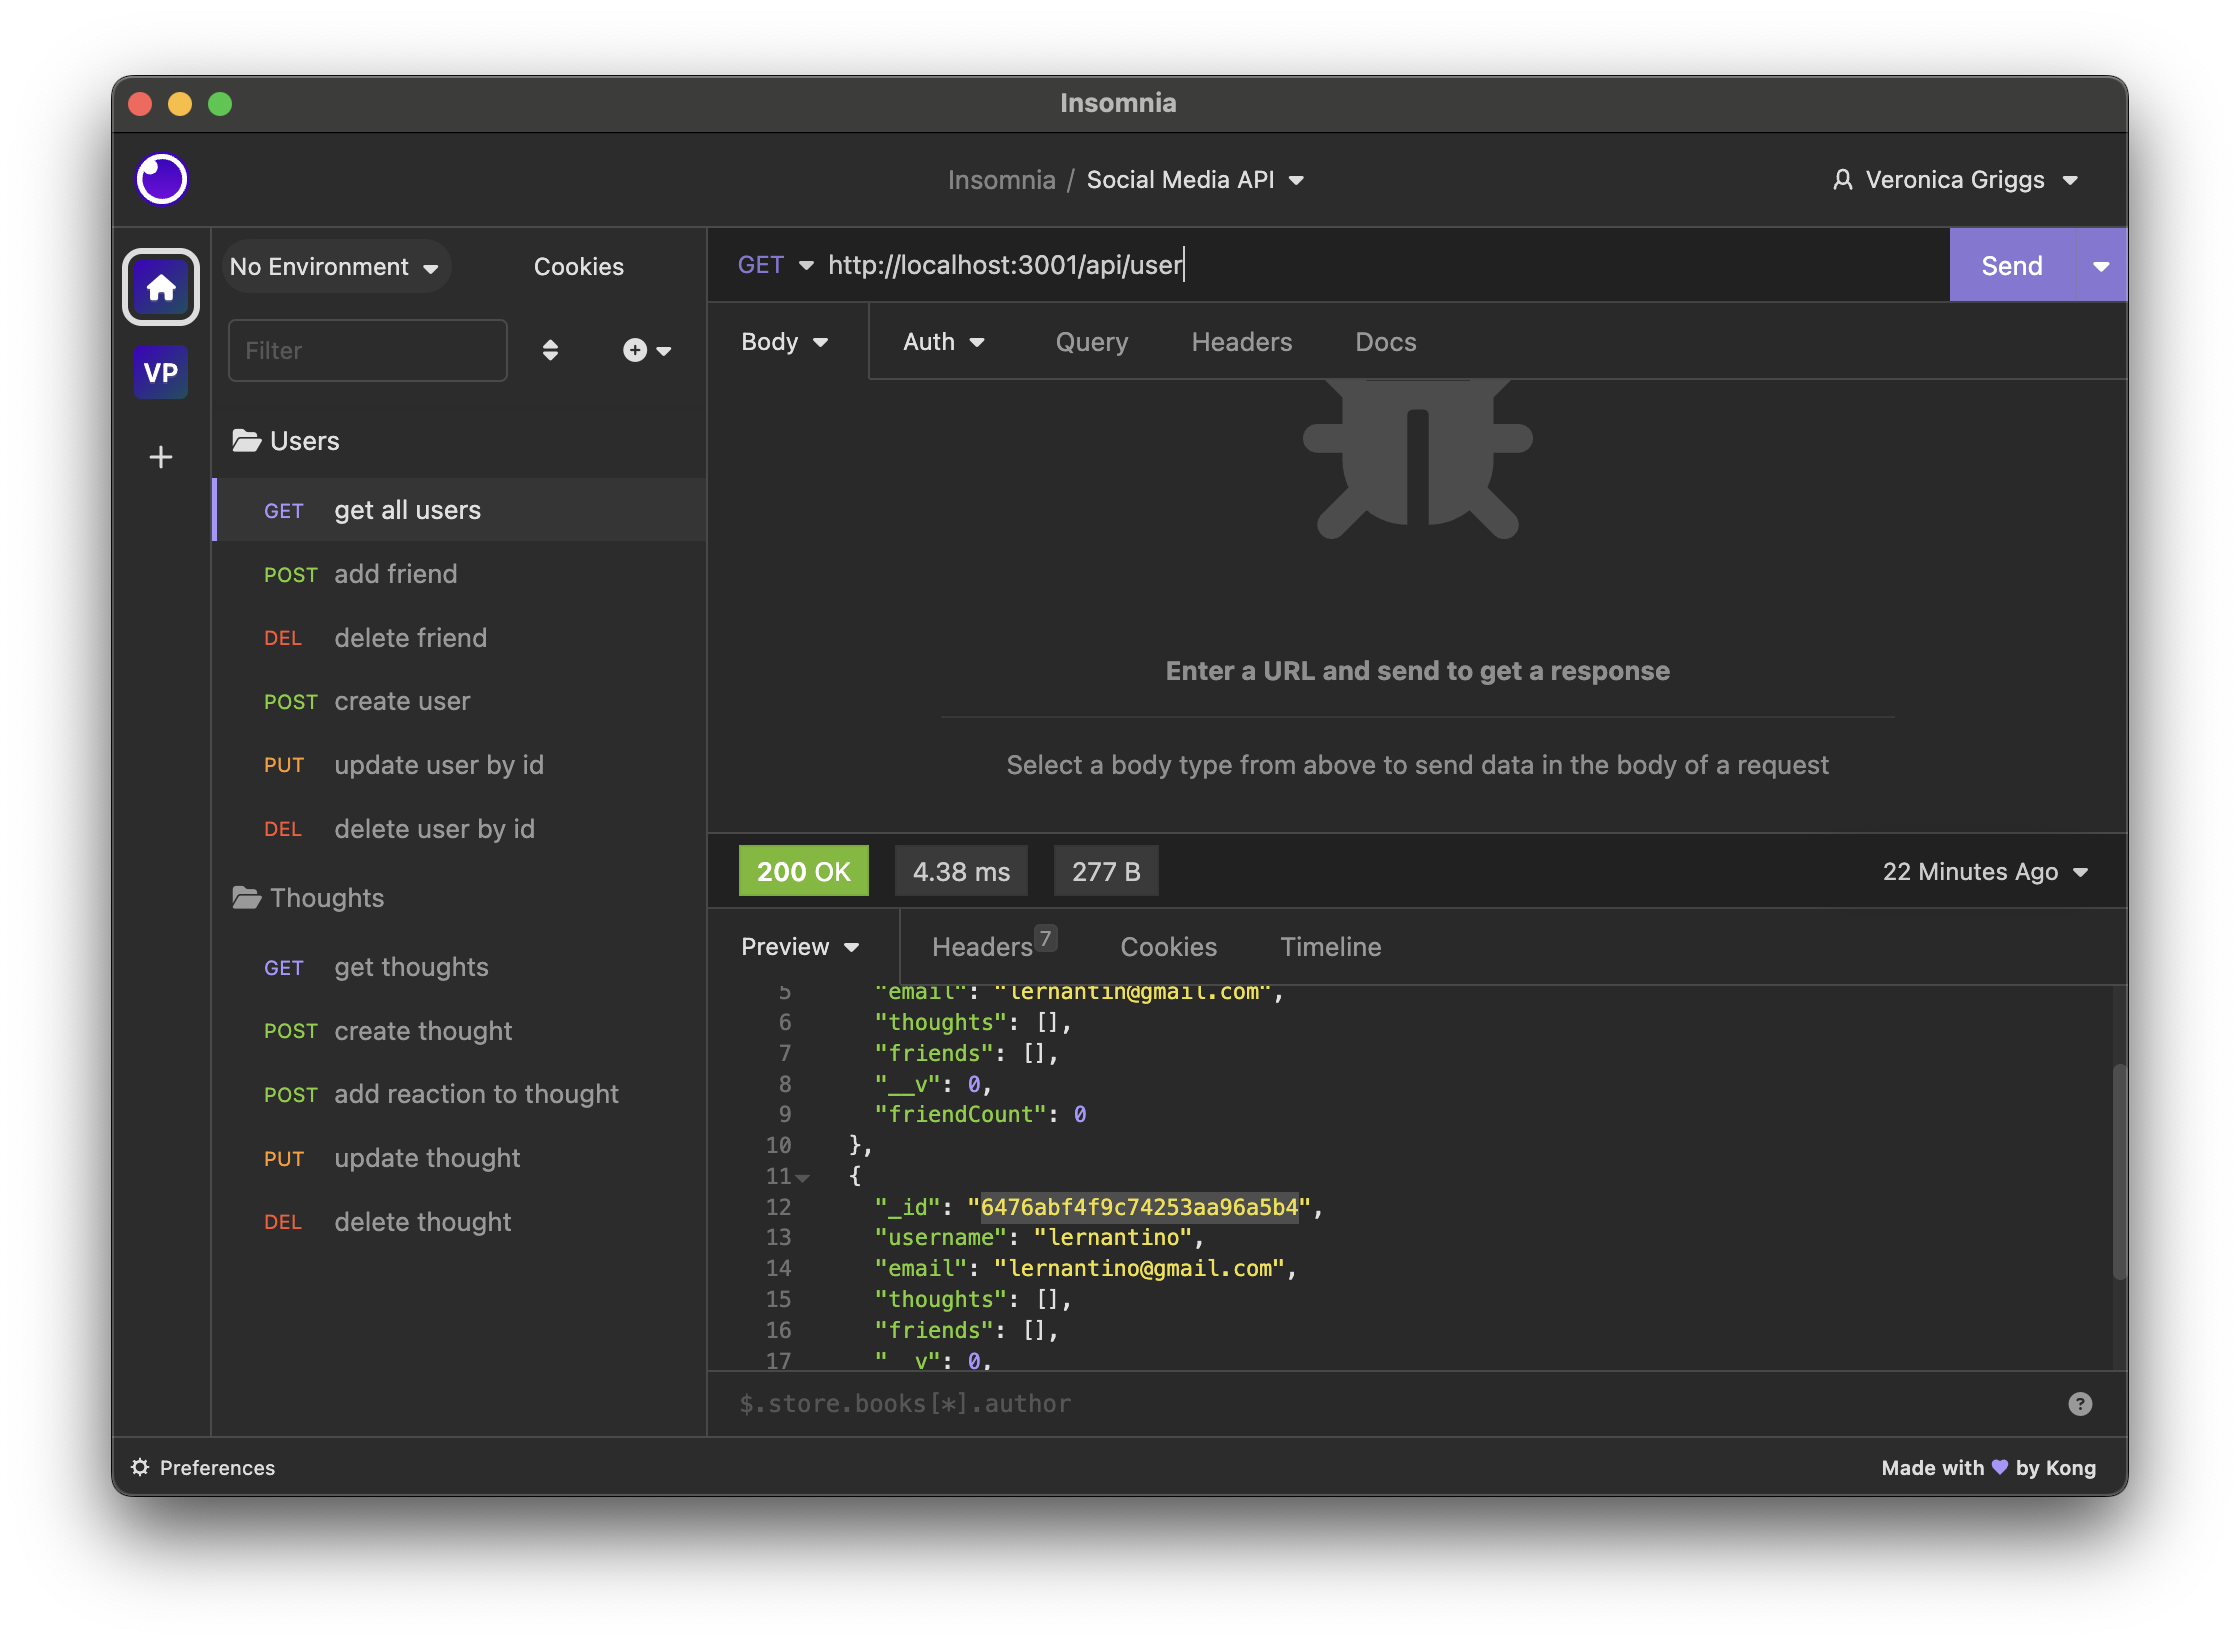 Insomnia
Insomnia / Social Media API
Veronica Griggs
No Environment
Cookies
GET http://localhost:3001/api/user
Send
VP
Filter
Body
Auth
Query
Headers
Docs
Users
GET get all users
POST add friend
DEL delete friend
POST create user
PUT update user by id
DEL delete user by id
Thoughts
GET get thoughts
POST create thought
POST add reaction to thought
PUT update thought
DEL delete thought
Enter a URL and send to get a response
Select a body type from above to send data in the body of a request
200 OK
4.38 ms
277 B
22 Minutes Ago
Preview
Headers 7
Cookies
Timeline
5 "email": "lernantin@gmail.com",
6 "thoughts": [],
7 "friends": [],
8 "__v": 0,
9 "friendCount": 0
10 },
11 {
12 "_id": "6476abf4f9c74253aa96a5b4",
13 "username": "lernantino",
14 "email": "lernantino@gmail.com",
15 "thoughts": [],
16 "friends": [],
17 "__v": 0,
$.store.books[*].author
?
Preferences
Made with 💜 by Kong